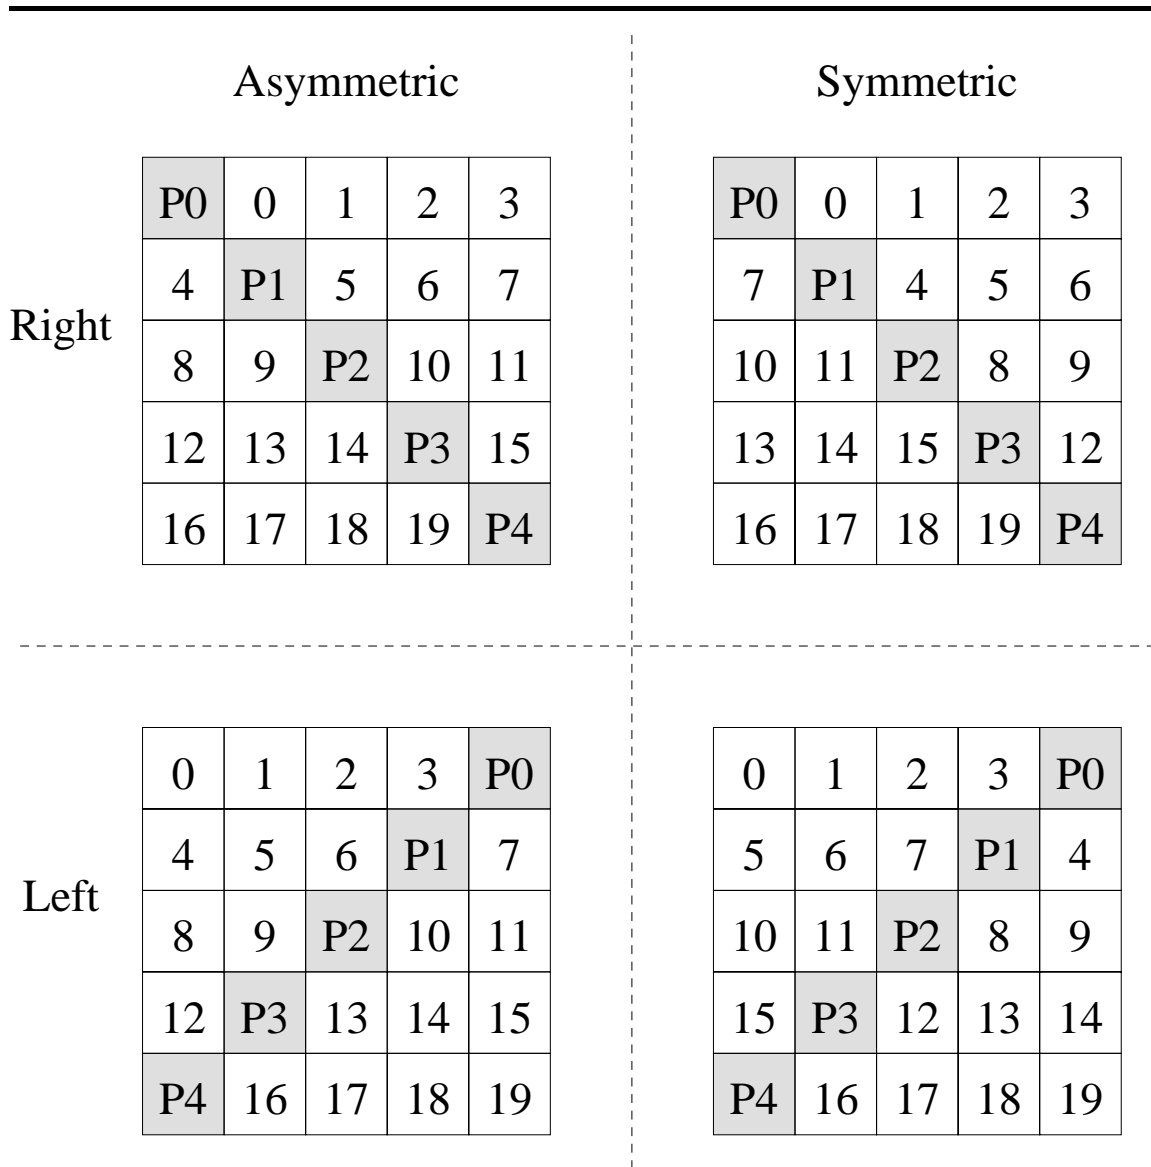 Asymmetric Symmetric
P0 0 1 2 3 P0 0 1 2 3
4 P1 5 6 7 7 P1 4 5 6
Right
8 9 P2 10 11 10 11 P2 8 9
12 13 14 P3 15 13 14 15 P3 12
16 17 18 19 P4 16 17 18 19 P4
0 1 2 3 P0 0 1 2 3 P0
4 5 6 P1 7 5 6 7 P1 4
Left
8 9 P2 10 11 10 11 P2 8 9
12 P3 13 14 15 15 P3 12 13 14
P4 16 17 18 19 P4 16 17 18 19